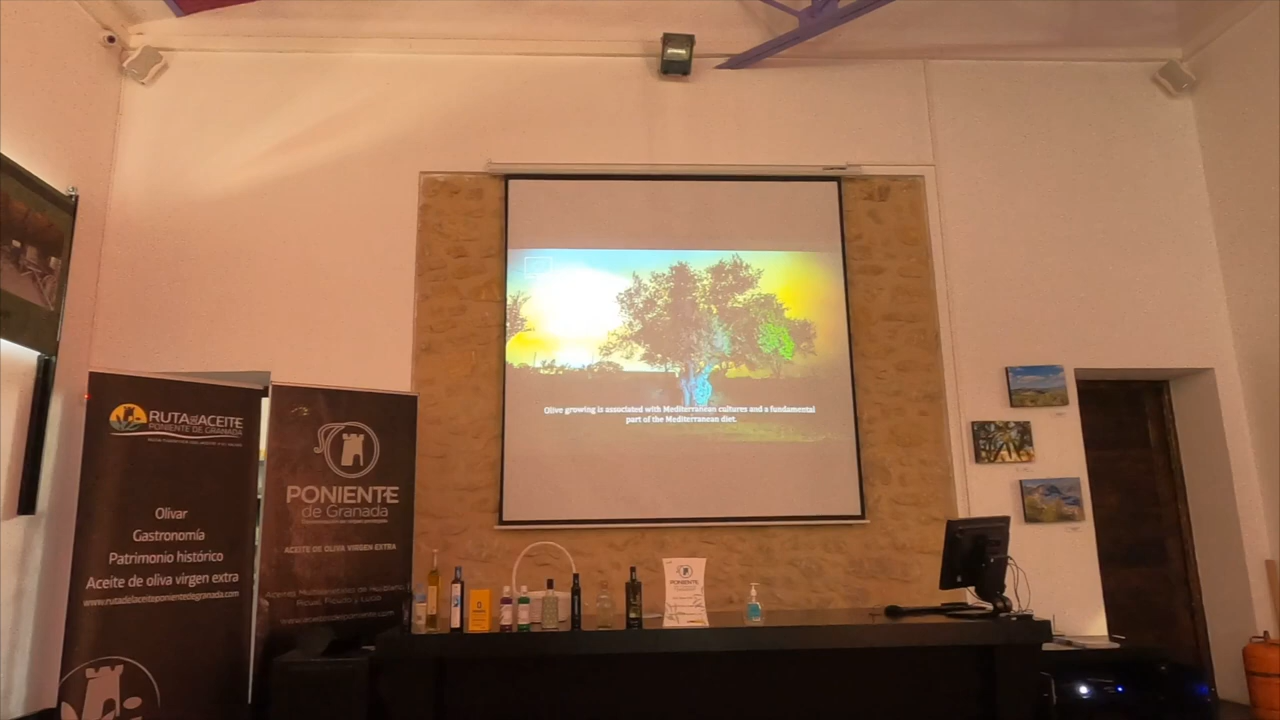 Olive growing is associated with Mediterranean cultures and a fundamental
part of the Mediterranean diet.
RUTA DEL ACEITE
PONIENTE DE GRANADA
Olivar
Gastronomía
Patrimonio histórico
Aceite de oliva virgen extra
www.rutadelaceiteponientedegranada.com
PONIENTE
de Granada
ACEITE DE OLIVA VIRGEN EXTRA
PONIENTE